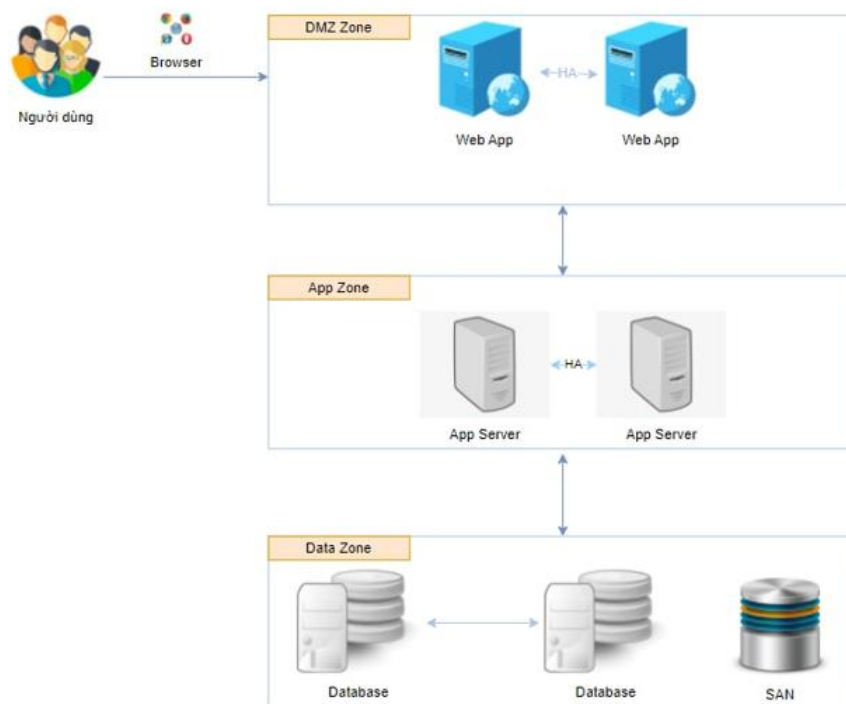 DMZ Zone
Browser
Người dùng
HA
Web App
Web App
App Zone
HA
App Server
App Server
Data Zone
Database
Database
SAN